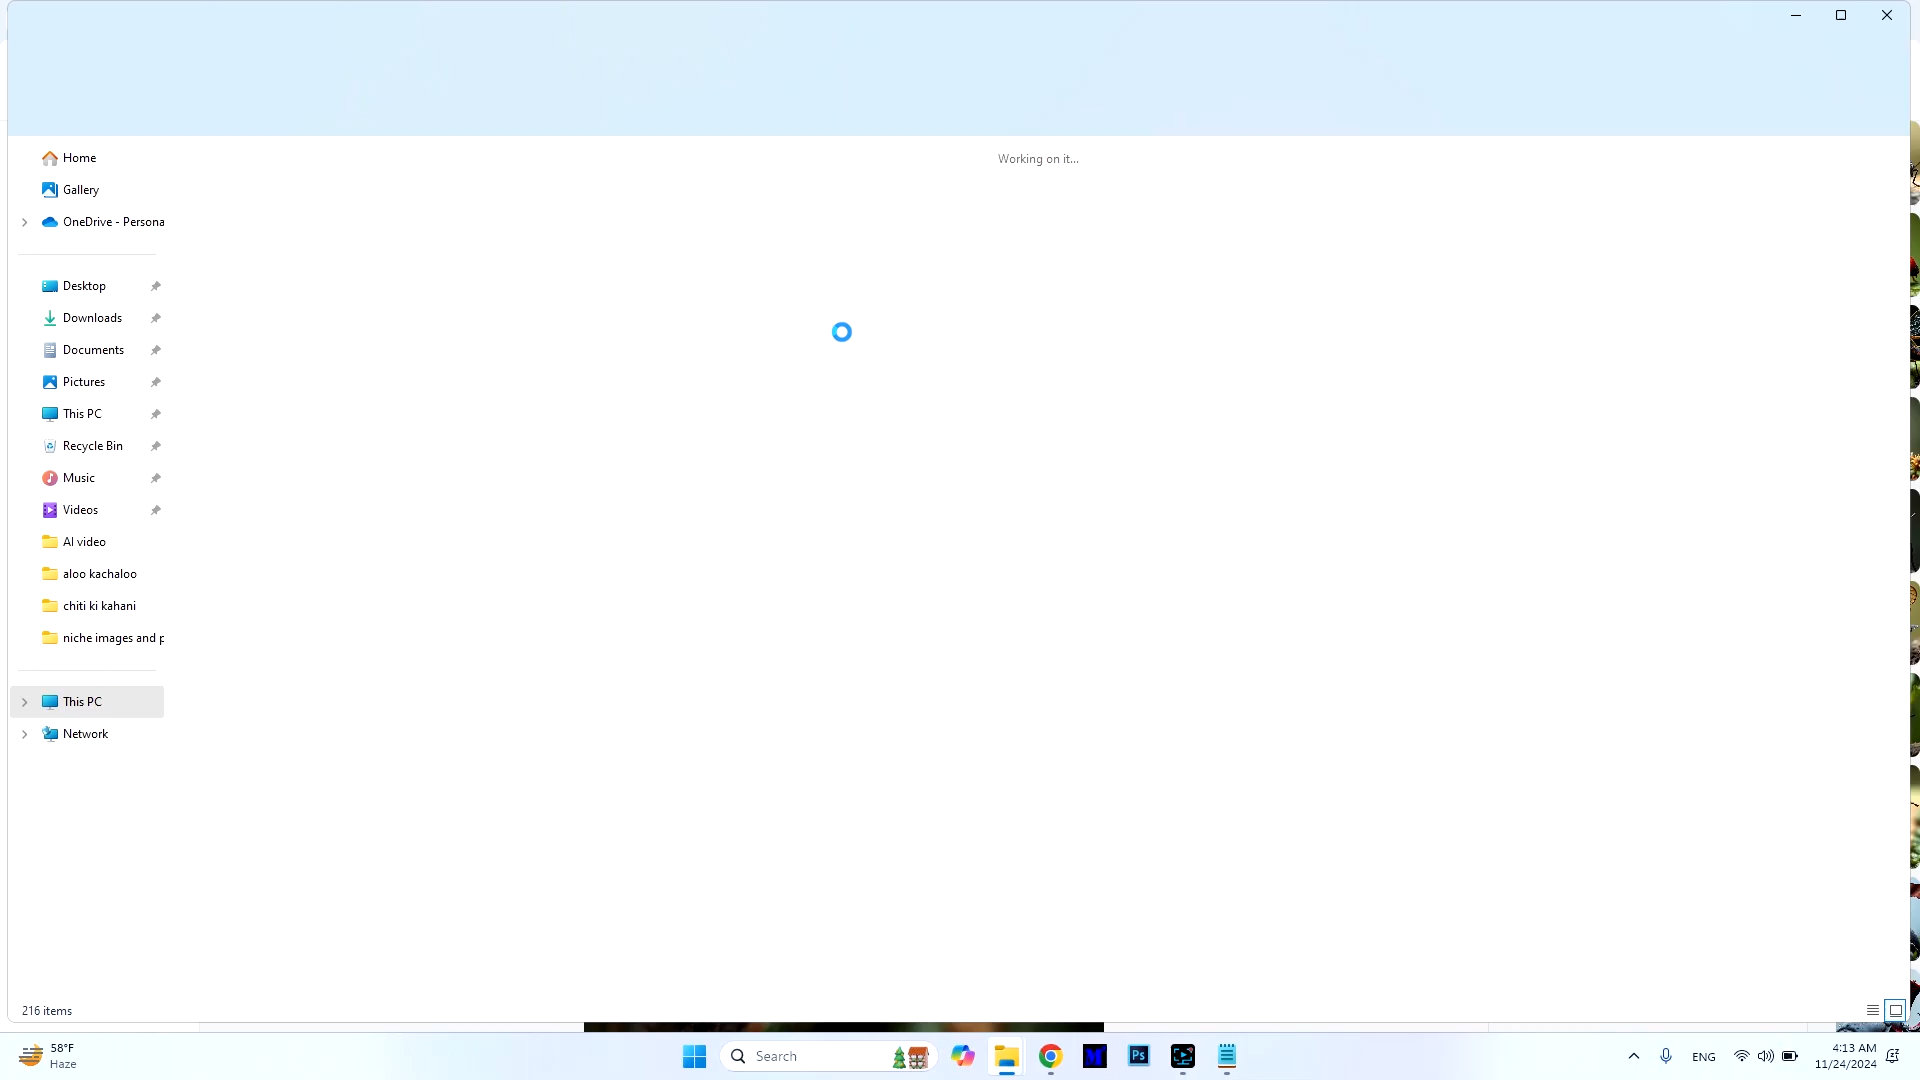 Home
Working on it...
Gallery
OneDrive - Persona
Desktop
Downloads
Documents
Pictures
This PC
Recycle Bin
Music
Videos
AI video
aloo kachaloo
chiti ki kahani
niche images and p
This PC
Network
216 items
58°F
Haze
Search
Ps
ENG
4:13 AM
11/24/2024